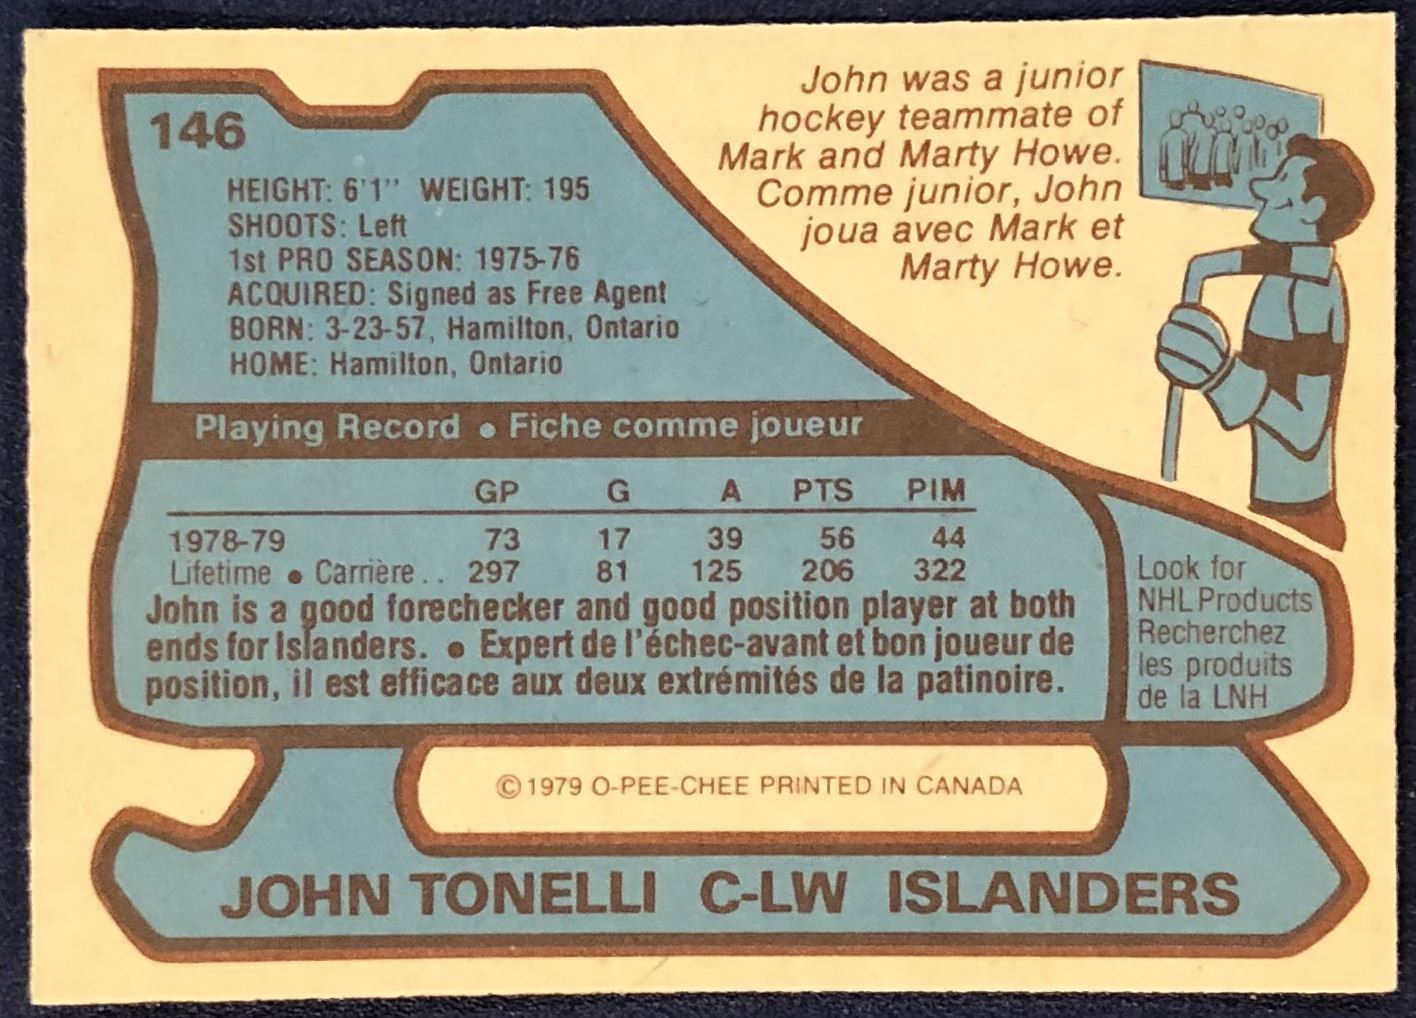 146
HEIGHT: 6'1" WEIGHT: 195
SHOOTS: Left
1st PRO SEASON: 1975-76
ACQUIRED: Signed as Free Agent
BORN: 3-23-57, Hamilton, Ontario
HOME: Hamilton, Ontario
John was a junior
hockey teammate of
Mark and Marty Howe.
Comme junior, John
joua avec Mark et
Marty Howe.
Playing Record • Fiche comme joueur
GP G A PTS PIM
1978-79 73 17 39 56 44
Lifetime • Carrière.. 297 81 125 206 322
John is a good forechecker and good position player at both
ends for Islanders. • Expert de l'échec-avant et bon joueur de
position, il est efficace aux deux extrémités de la patinoire.
Look for
NHL Products
Recherchez
les produits
de la LNH
©1979 O-PEE-CHEE PRINTED IN CANADA
JOHN TONELLI C-LW ISLANDERS